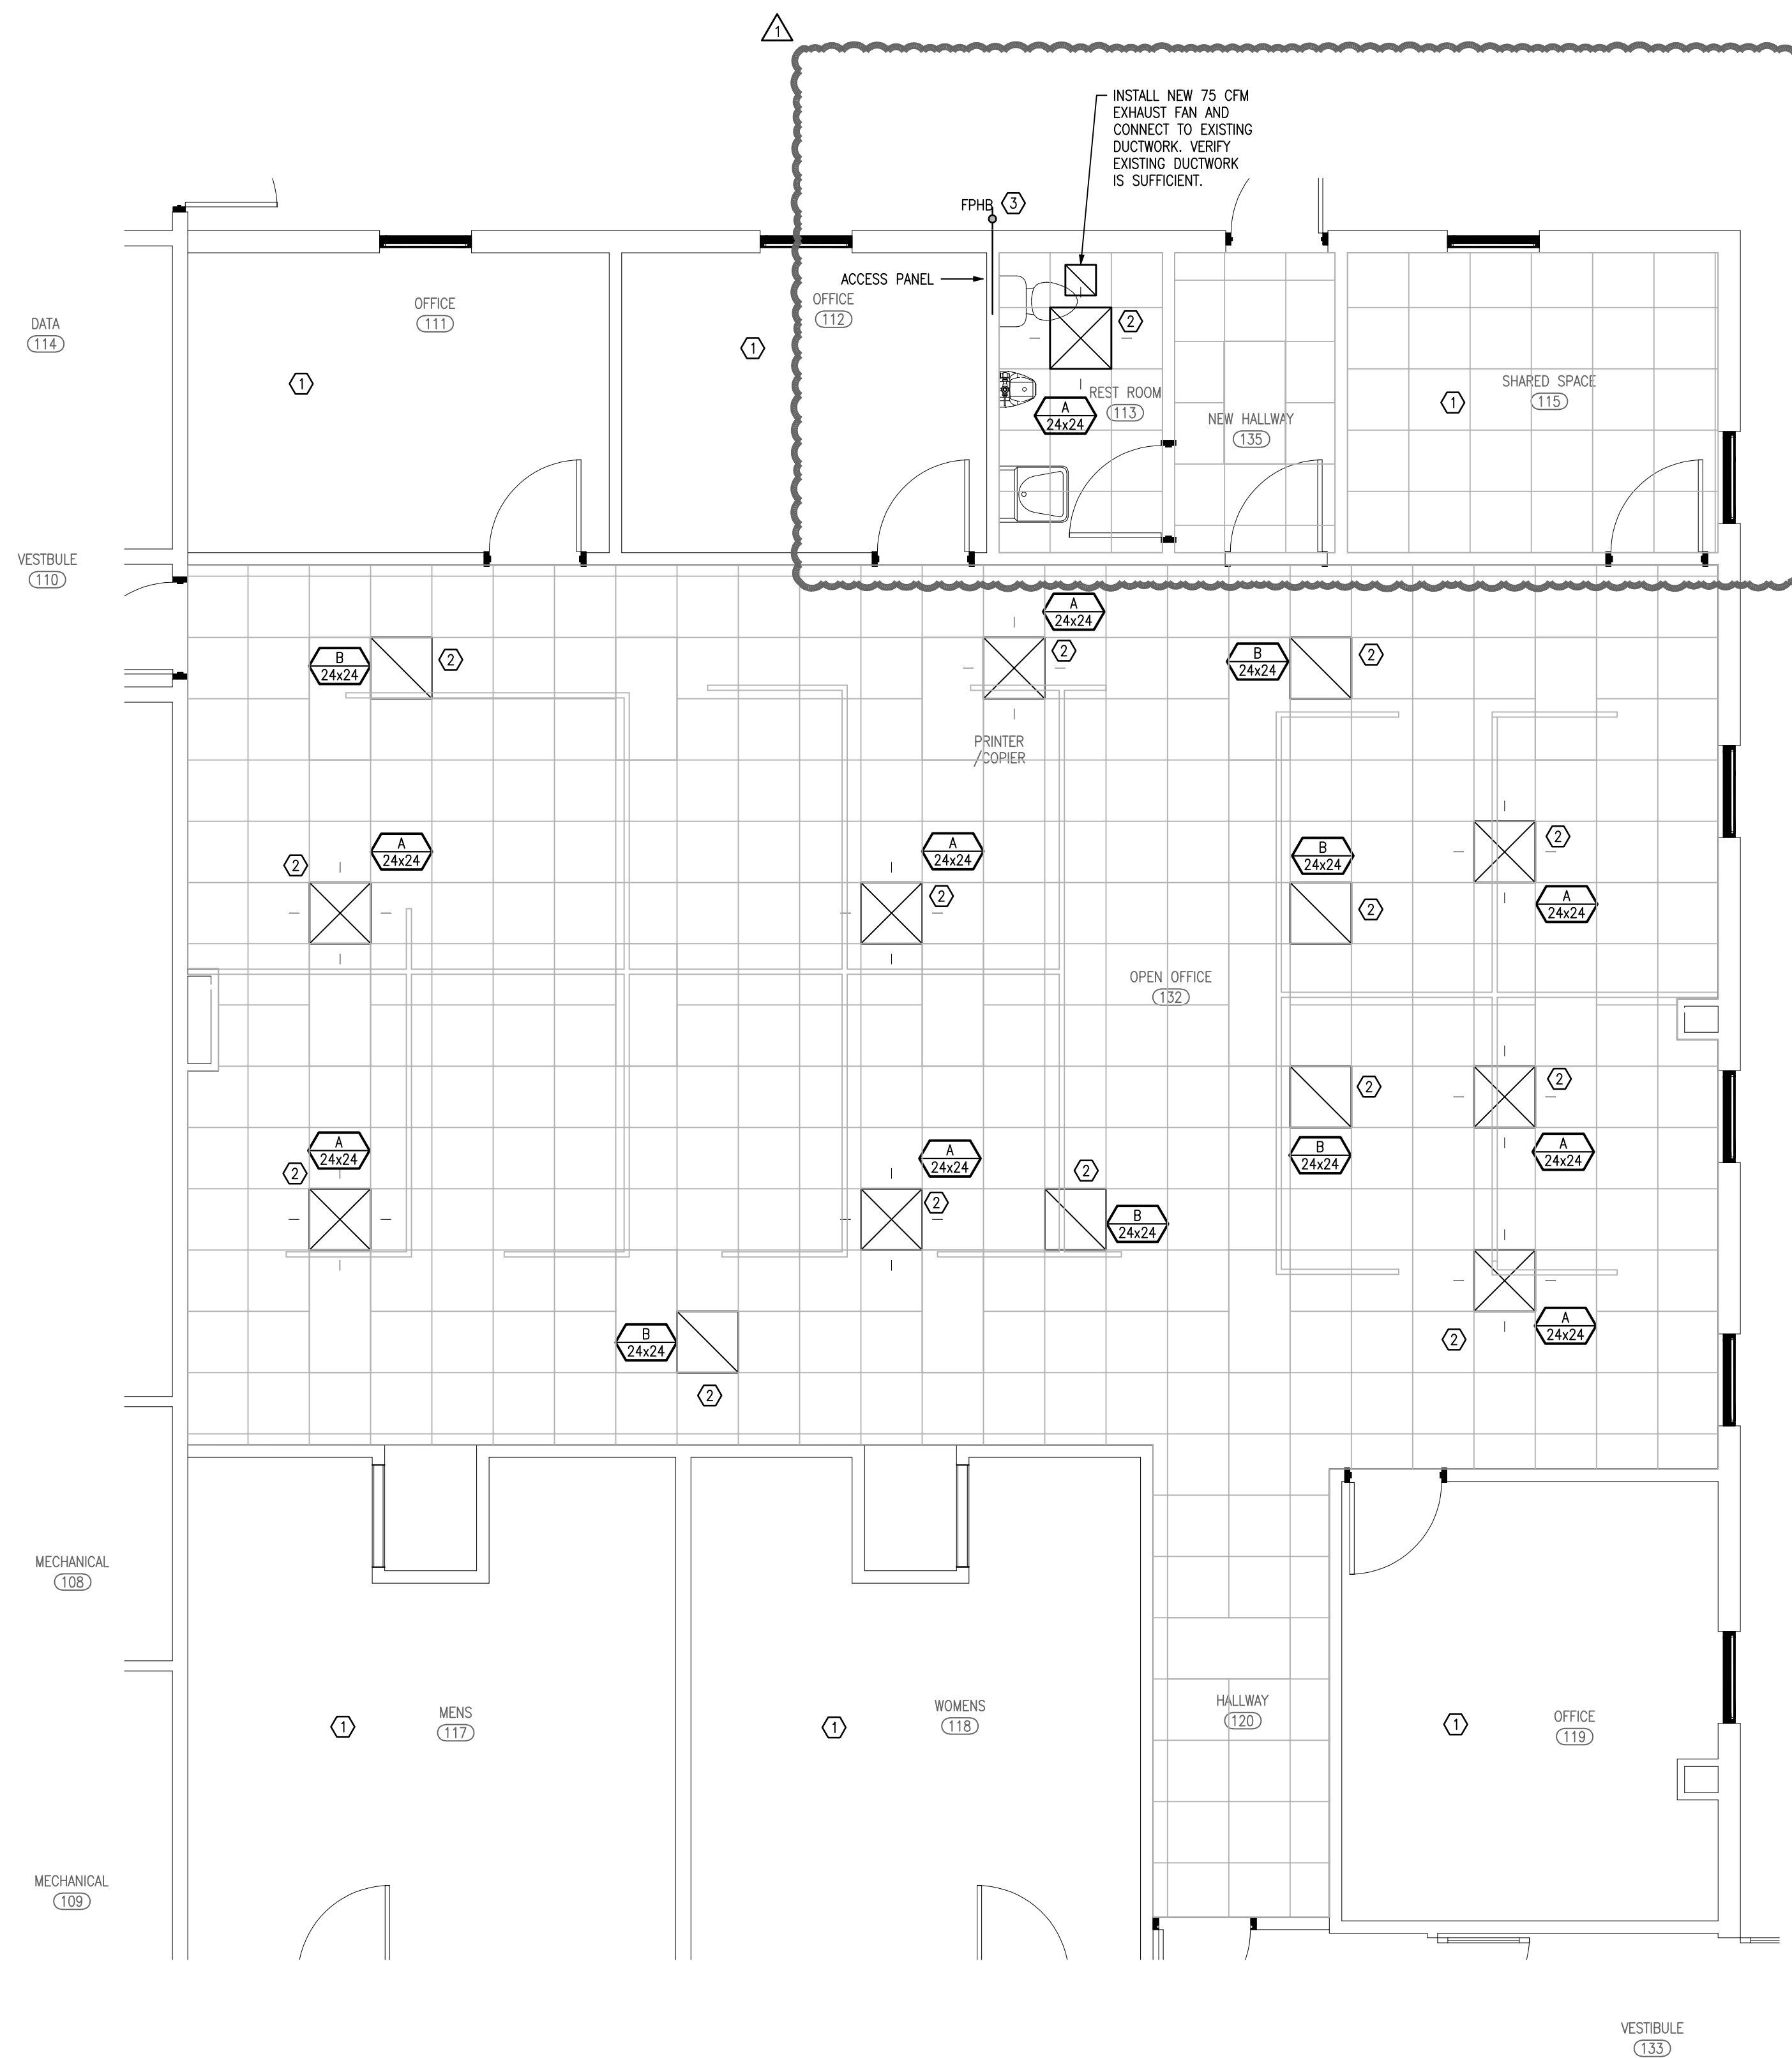 1
INSTALL NEW 75 CFM
EXHAUST FAN AND
CONNECT TO EXISTING
DUCTWORK. VERIFY
EXISTING DUCTWORK
IS SUFFICIENT.
FPHB
3
ACCESS PANEL
OFFICE
111
OFFICE
112
DATA
114
1
1
2
REST ROOM
113
A
24x24
NEW HALLWAY
135
1
SHARED SPACE
115
VESTBULE
110
A
24x24
2
B
24x24
2
B
24x24
2
PRINTER
/COPIER
2
A
24x24
A
24x24
2
B
24x24
2
2
A
24x24
OPEN OFFICE
132
2
B
24x24
2
A
24x24
A
24x24
2
A
24x24
2
2
B
24x24
A
24x24
2
B
24x24
2
MECHANICAL
108
MENS
117
1
WOMENS
118
1
HALLWAY
120
1
OFFICE
119
MECHANICAL
109
VESTIBULE
133